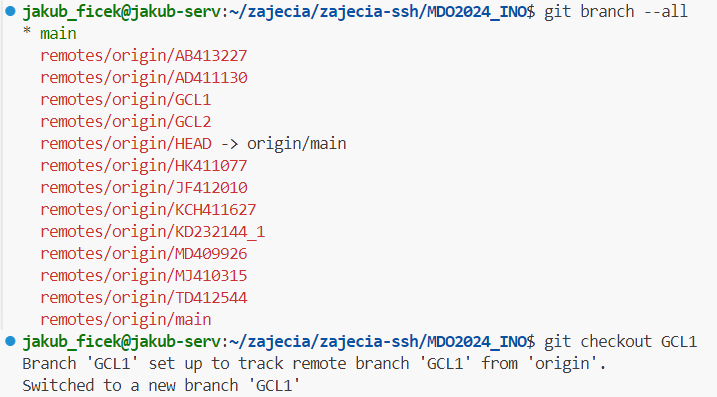 jakub_ficek@jakub-serv:~/zajecia/zajecia-ssh/MDO2024_INO$ git branch --all
* main
remotes/origin/AB413227
remotes/origin/AD411130
remotes/origin/GCL1
remotes/origin/GCL2
remotes/origin/HEAD -> origin/main
remotes/origin/HK411077
remotes/origin/JF412010
remotes/origin/KCH411627
remotes/origin/KD232144_1
remotes/origin/MD409926
remotes/origin/MJ410315
remotes/origin/TD412544
remotes/origin/main
jakub_ficek@jakub-serv:~/zajecia/zajecia-ssh/MDO2024_INO$ git checkout GCL1
Branch 'GCL1' set up to track remote branch 'GCL1' from 'origin'.
Switched to a new branch 'GCL1'